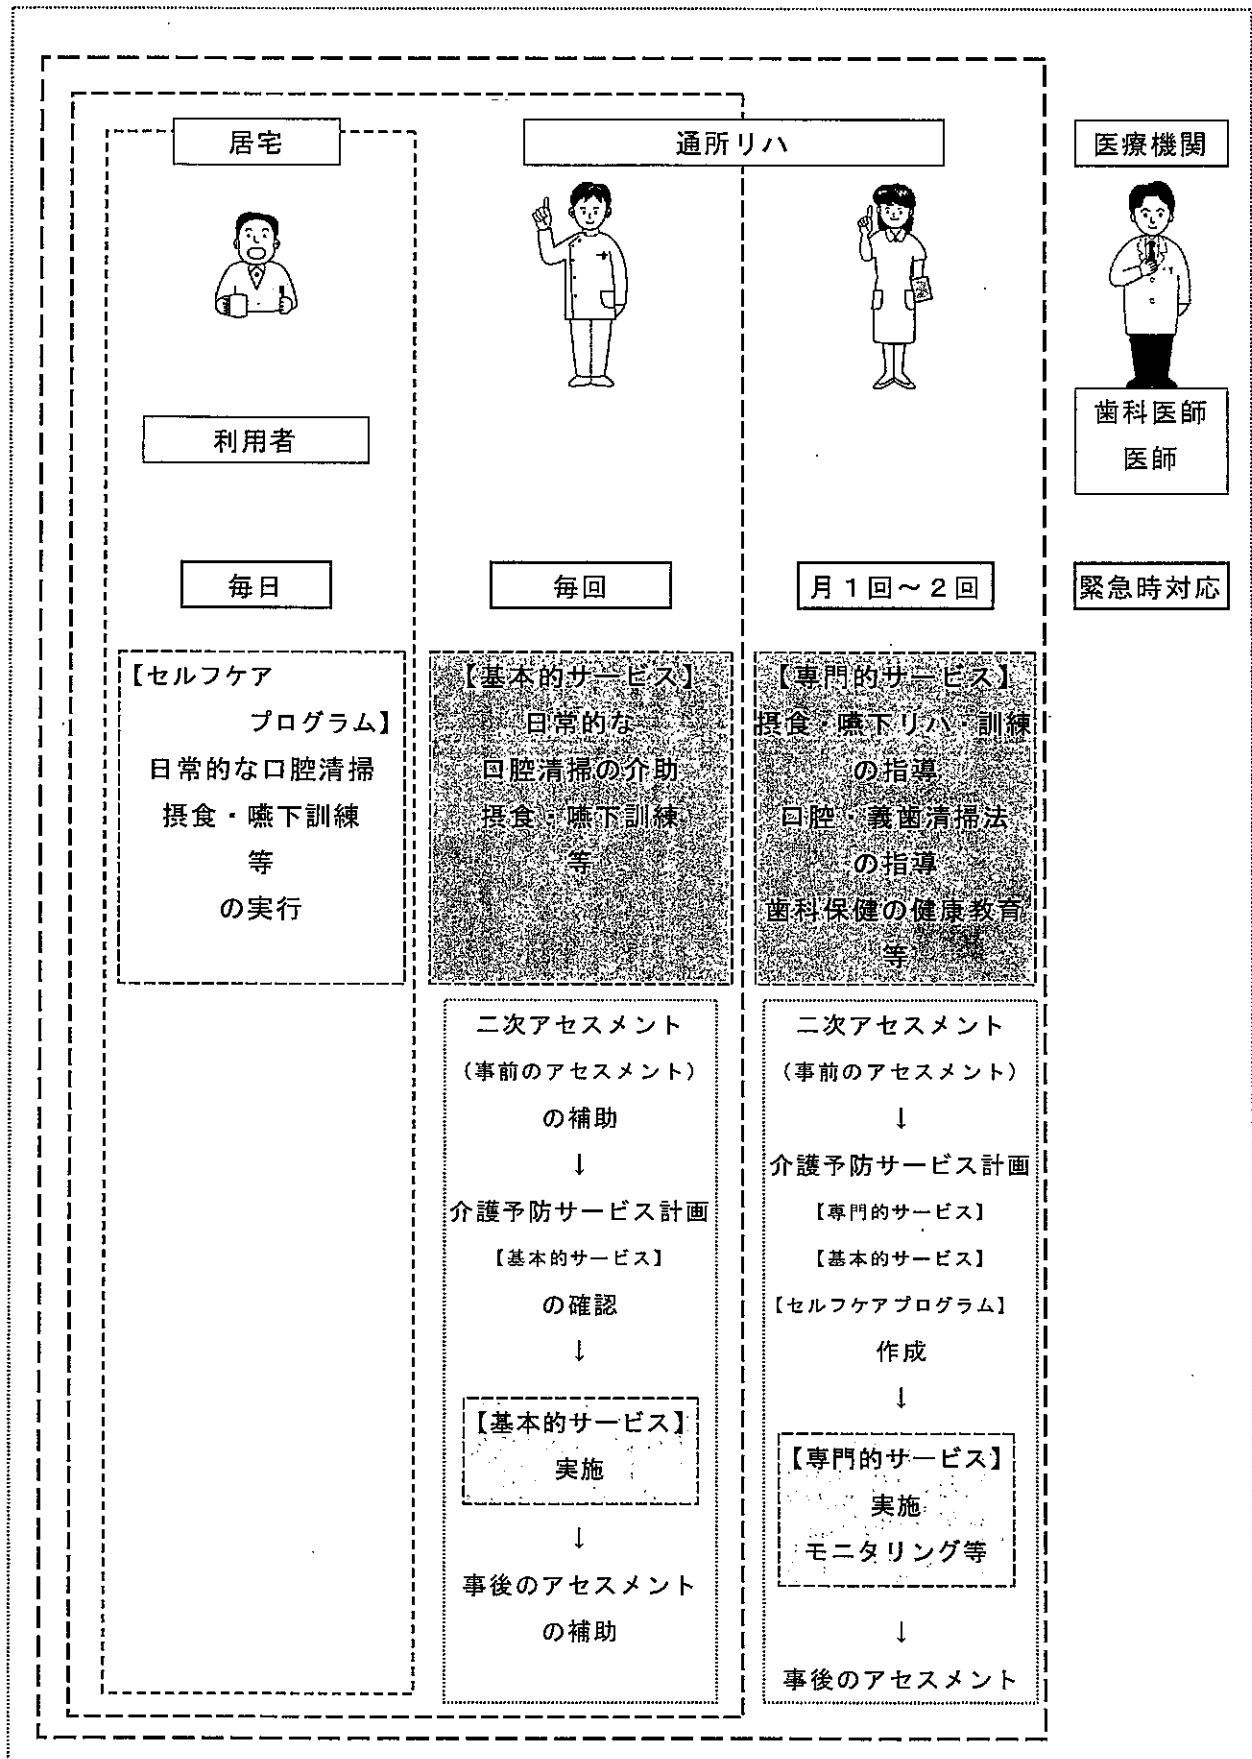 居宅
通所リハ
医療機関
利用者
歯科医師
医師
毎日
毎回
月1回～2回
緊急時対応
【セルフケア
プログラム】
日常的な口腔清掃
摂食・嚥下訓練
等
の実行
【基本的サービス】
日常的な
口腔清掃の介助
摂食・嚥下訓練
等
【専門的サービス】
摂食・嚥下リハ・訓練
の指導
口腔・義歯清掃法
の指導
歯科保健の健康教育
等
二次アセスメント
（事前のアセスメント）
の補助
↓
介護予防サービス計画
【基本的サービス】
の確認
↓
【基本的サービス】
実施
↓
事後のアセスメント
の補助
二次アセスメント
（事前のアセスメント）
↓
介護予防サービス計画
【専門的サービス】
【基本的サービス】
【セルフケアプログラム】
作成
↓
【専門的サービス】
実施
モニタリング等
↓
事後のアセスメント